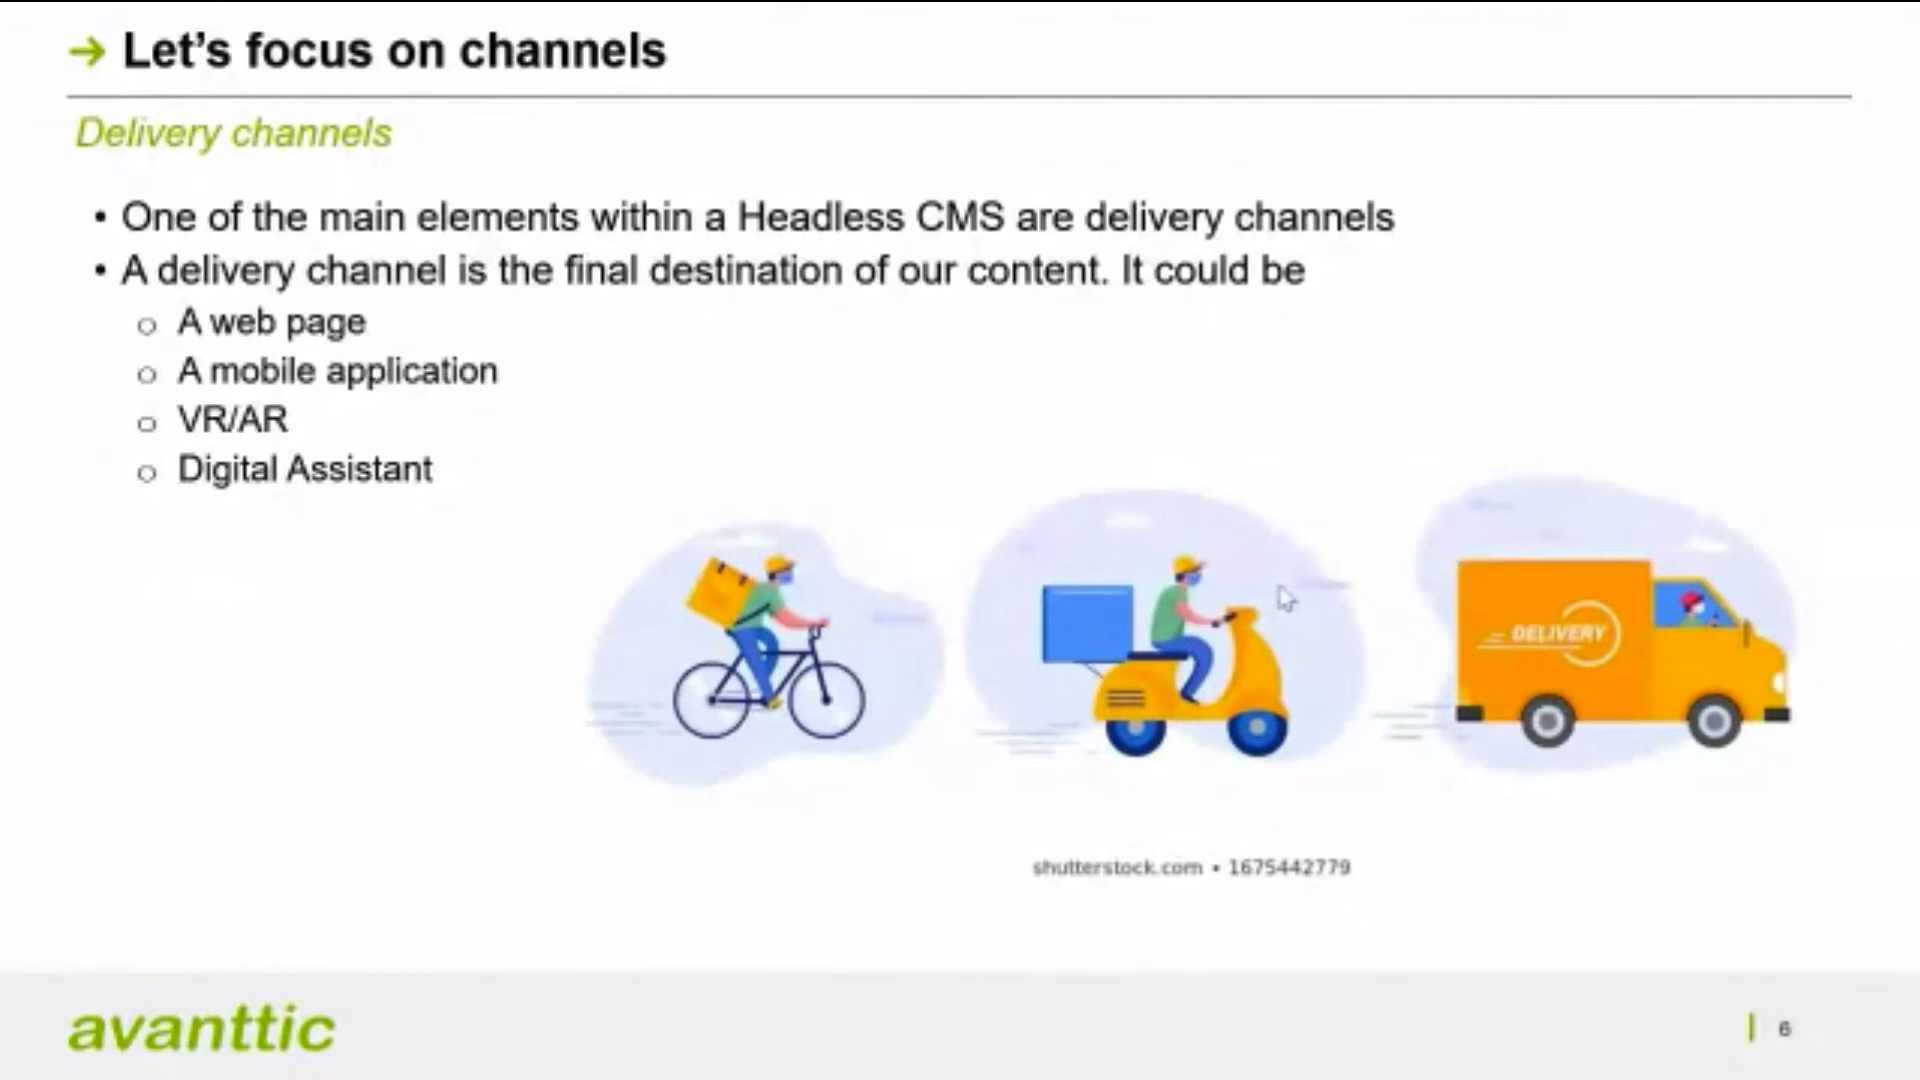 → Let's focus on channels
Delivery channels
• One of the main elements within a Headless CMS are delivery channels
• A delivery channel is the final destination of our content. It could be
o A web page
o A mobile application
o VR/AR
o Digital Assistant
DELIVERY
shutterstock.com • 1675442779
avanttic
6